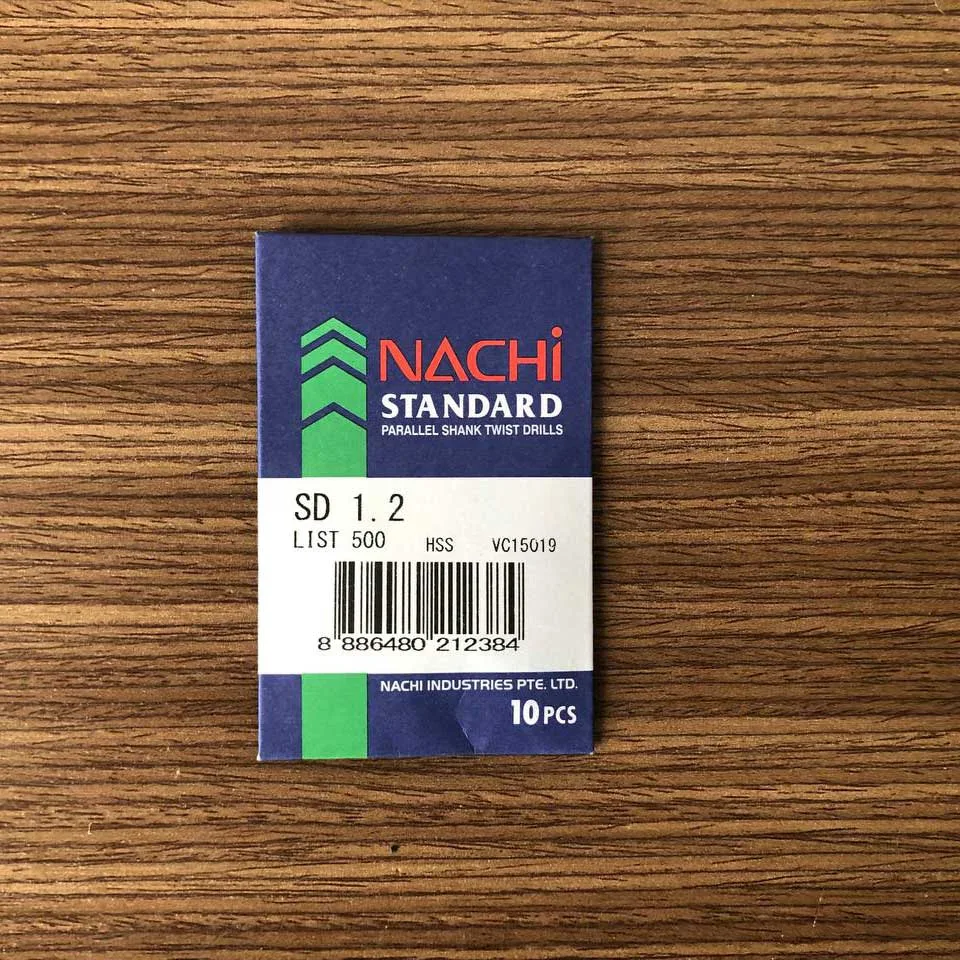 NACHi
STANDARD
PARALLEL SHANK TWIST DRILLS
SD 1.2
LIST 500 HSS VC15019
8 886480 212384
NACHI INDUSTRIES PTE. LTD.
10 PCS